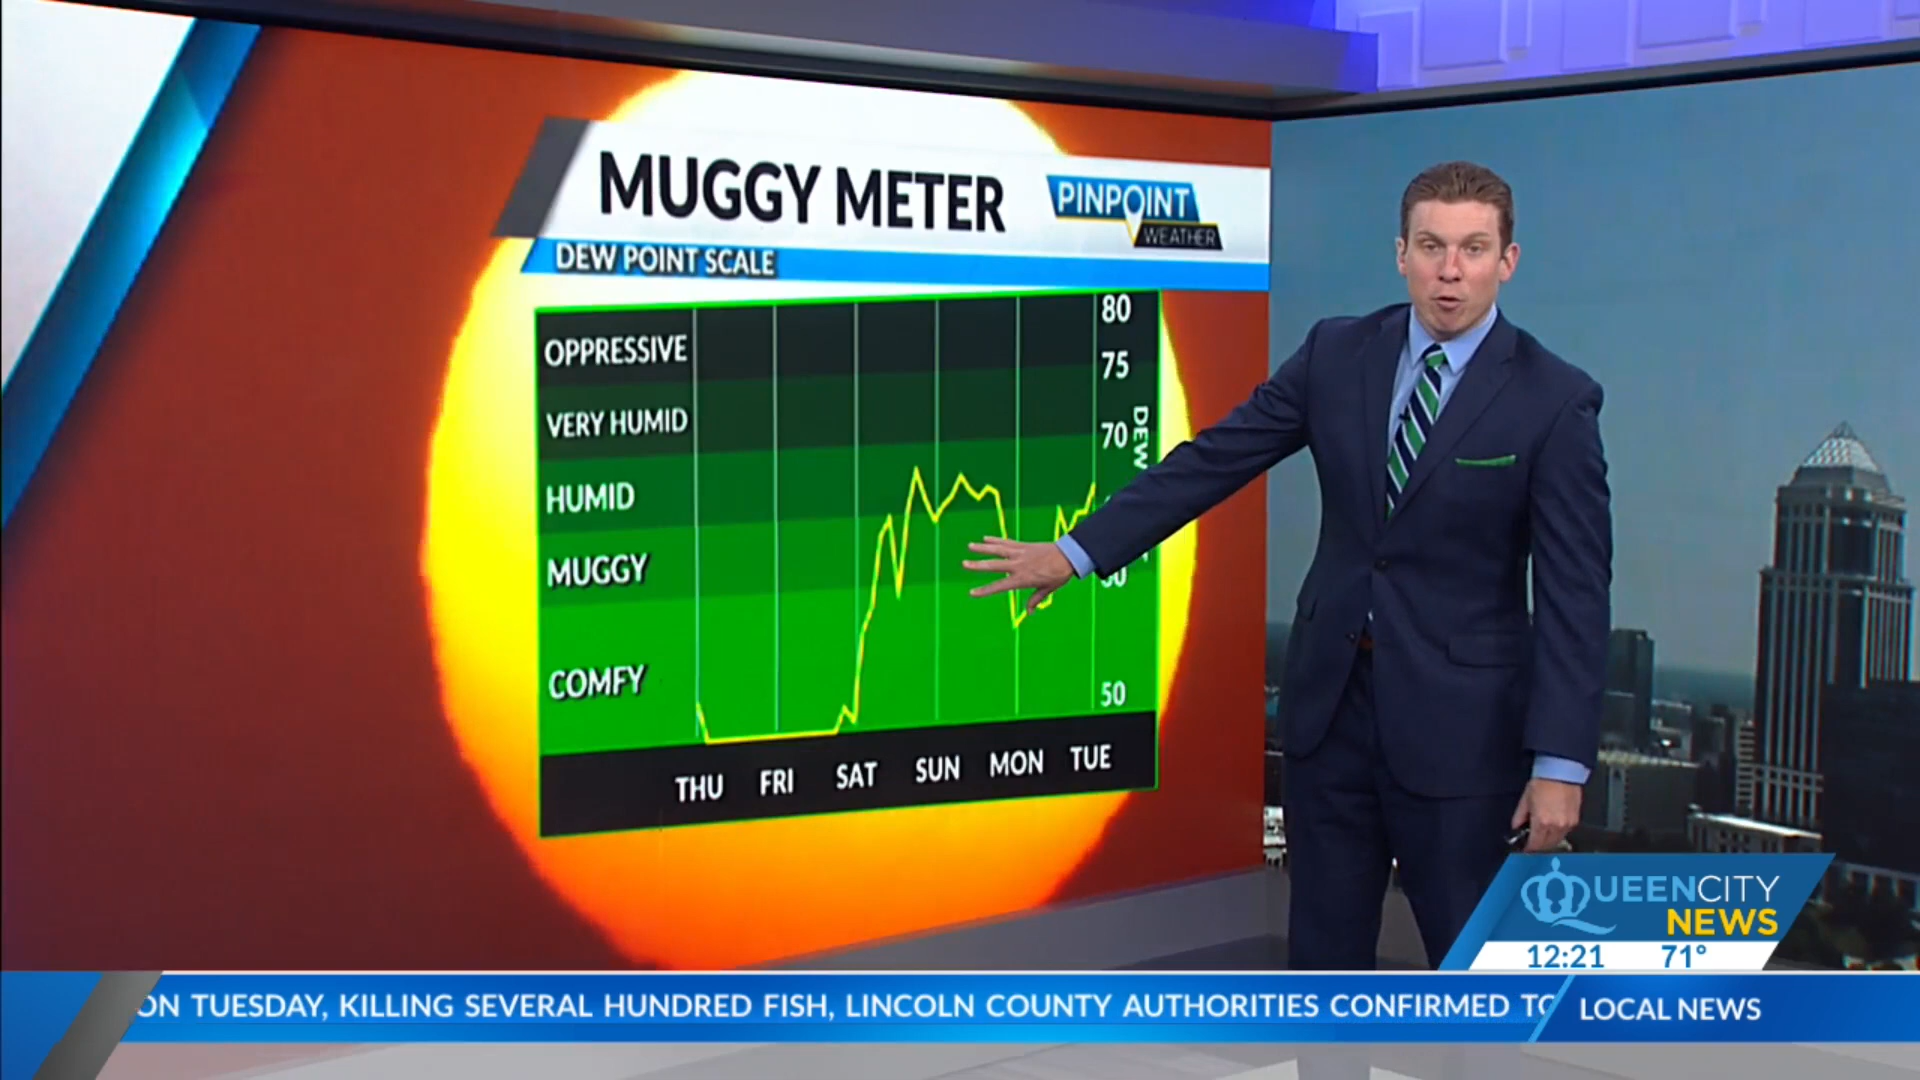 MUGGY METER
PINPOINT
WEATHER
DEW POINT SCALE
OPPRESSIVE
VERY HUMID
HUMID
MUGGY
COMFY
80
75
70
50
DEW
THU FRI SAT SUN MON TUE
QUEENCITY
NEWS
12:21 71°
ON TUESDAY, KILLING SEVERAL HUNDRED FISH, LINCOLN COUNTY AUTHORITIES CONFIRMED TO
LOCAL NEWS